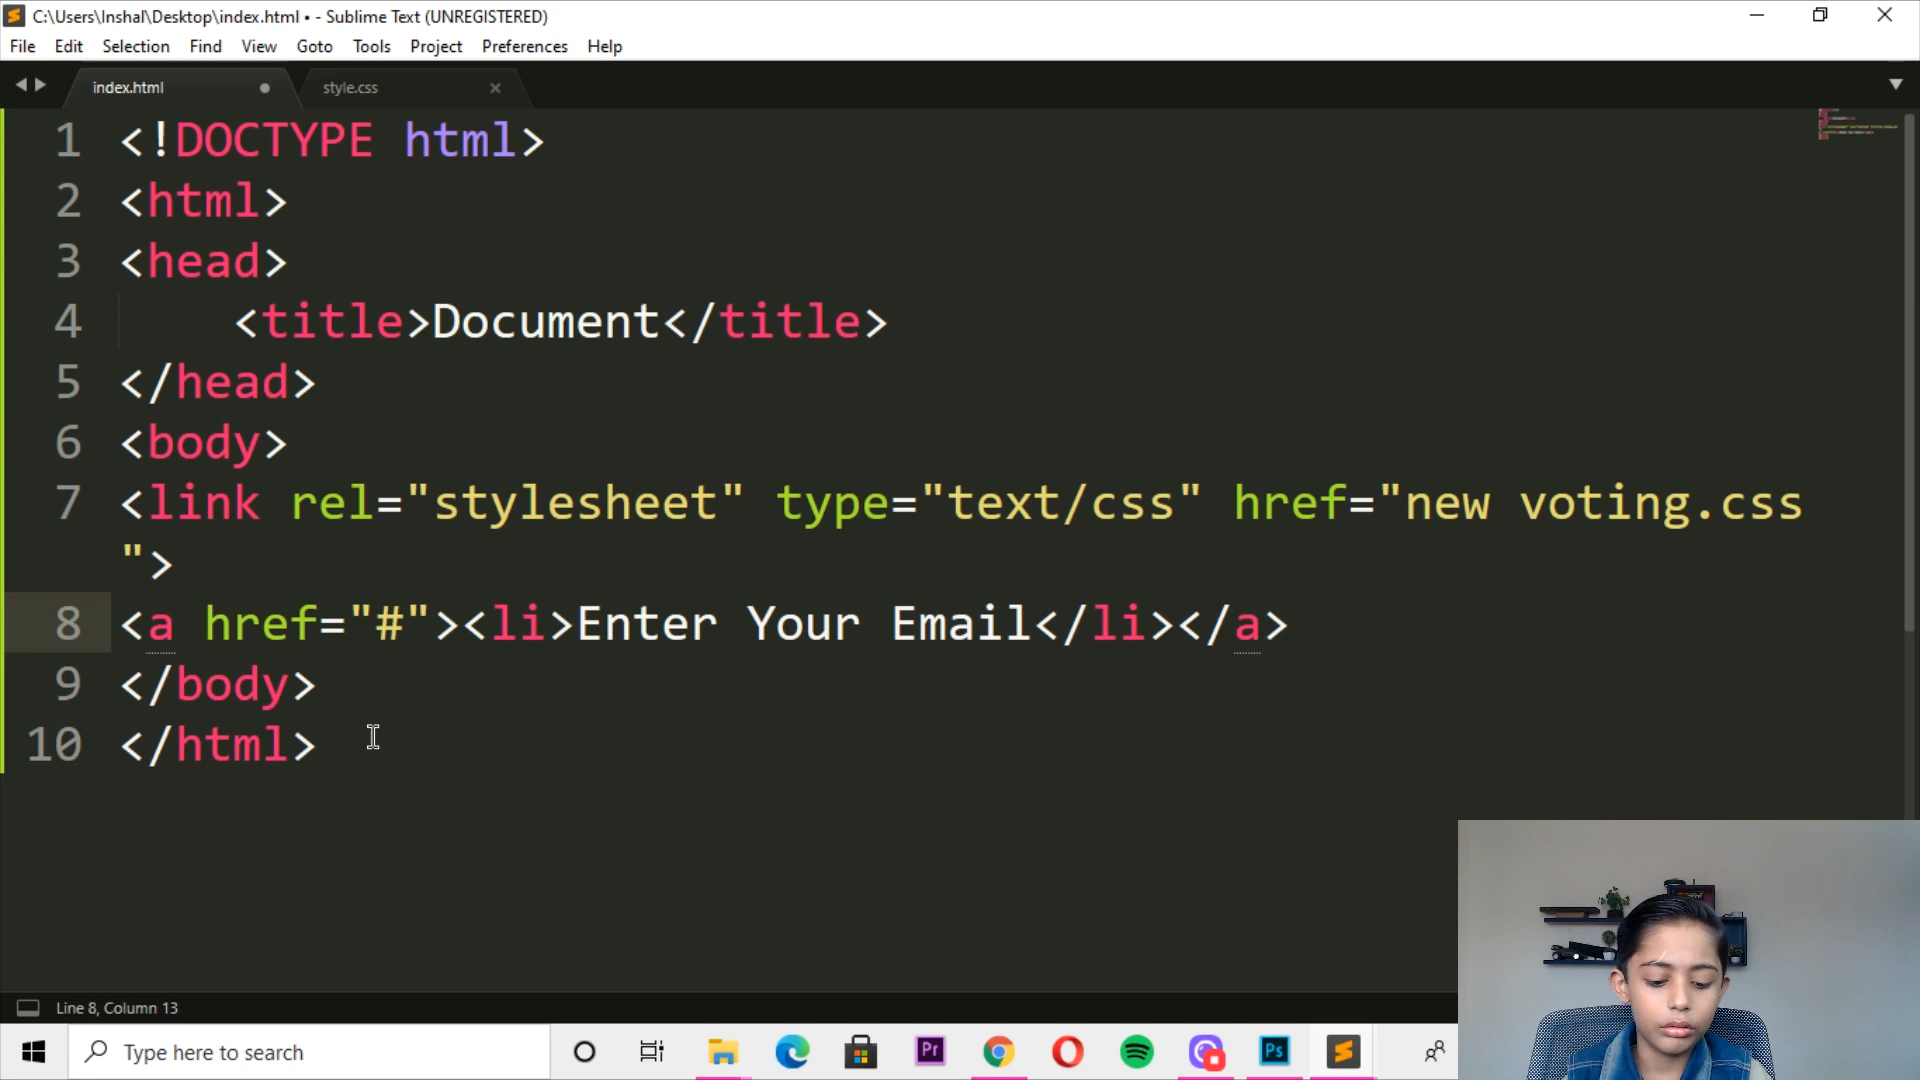 C:\Users\Inshal\Desktop\index.html • - Sublime Text (UNREGISTERED)
File Edit Selection Find View Goto Tools Project Preferences Help
index.html style.css
1 <!DOCTYPE html>
2 <html>
3 <head>
4 <title>Document</title>
5 </head>
6 <body>
7 <link rel="stylesheet" type="text/css" href="new voting.css
">
8 <a href="#"><li>Enter Your Email</li></a>
9 </body>
10 </html>
Line 8, Column 13
Type here to search
Pr
Ps